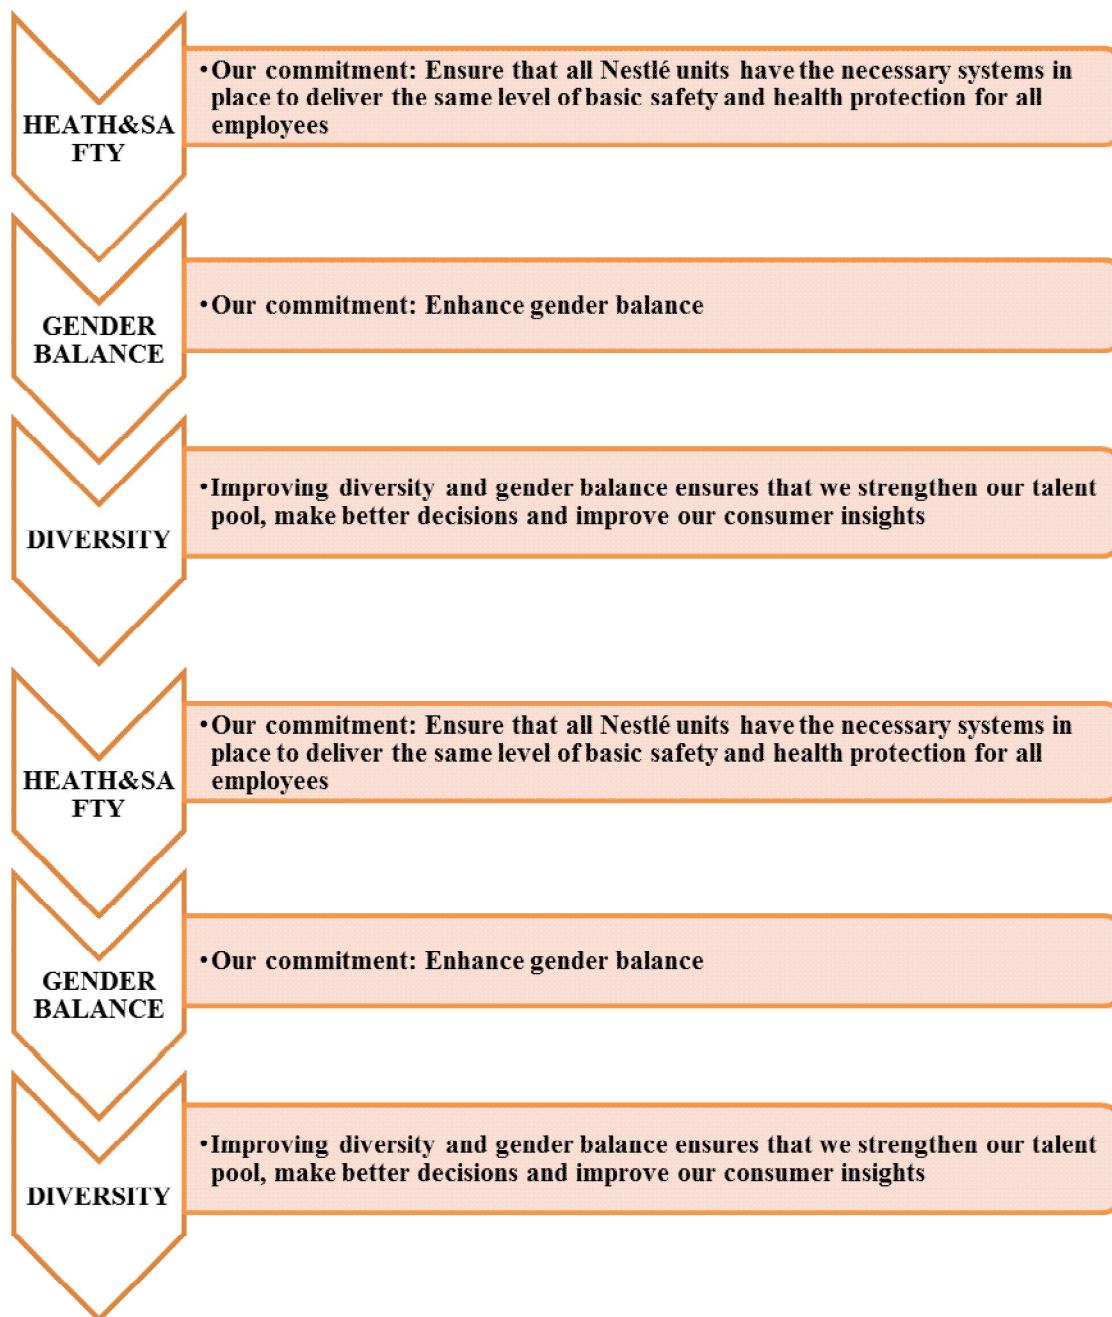 HEATH&SA
FTY
•Our commitment: Ensure that all Nestlé units have the necessary systems in
place to deliver the same level of basic safety and health protection for all
employees
GENDER
BALANCE
•Our commitment: Enhance gender balance
DIVERSITY
•Improving diversity and gender balance ensures that we strengthen our talent
pool, make better decisions and improve our consumer insights
HEATH&SA
FTY
•Our commitment: Ensure that all Nestlé units have the necessary systems in
place to deliver the same level of basic safety and health protection for all
employees
GENDER
BALANCE
•Our commitment: Enhance gender balance
DIVERSITY
•Improving diversity and gender balance ensures that we strengthen our talent
pool, make better decisions and improve our consumer insights